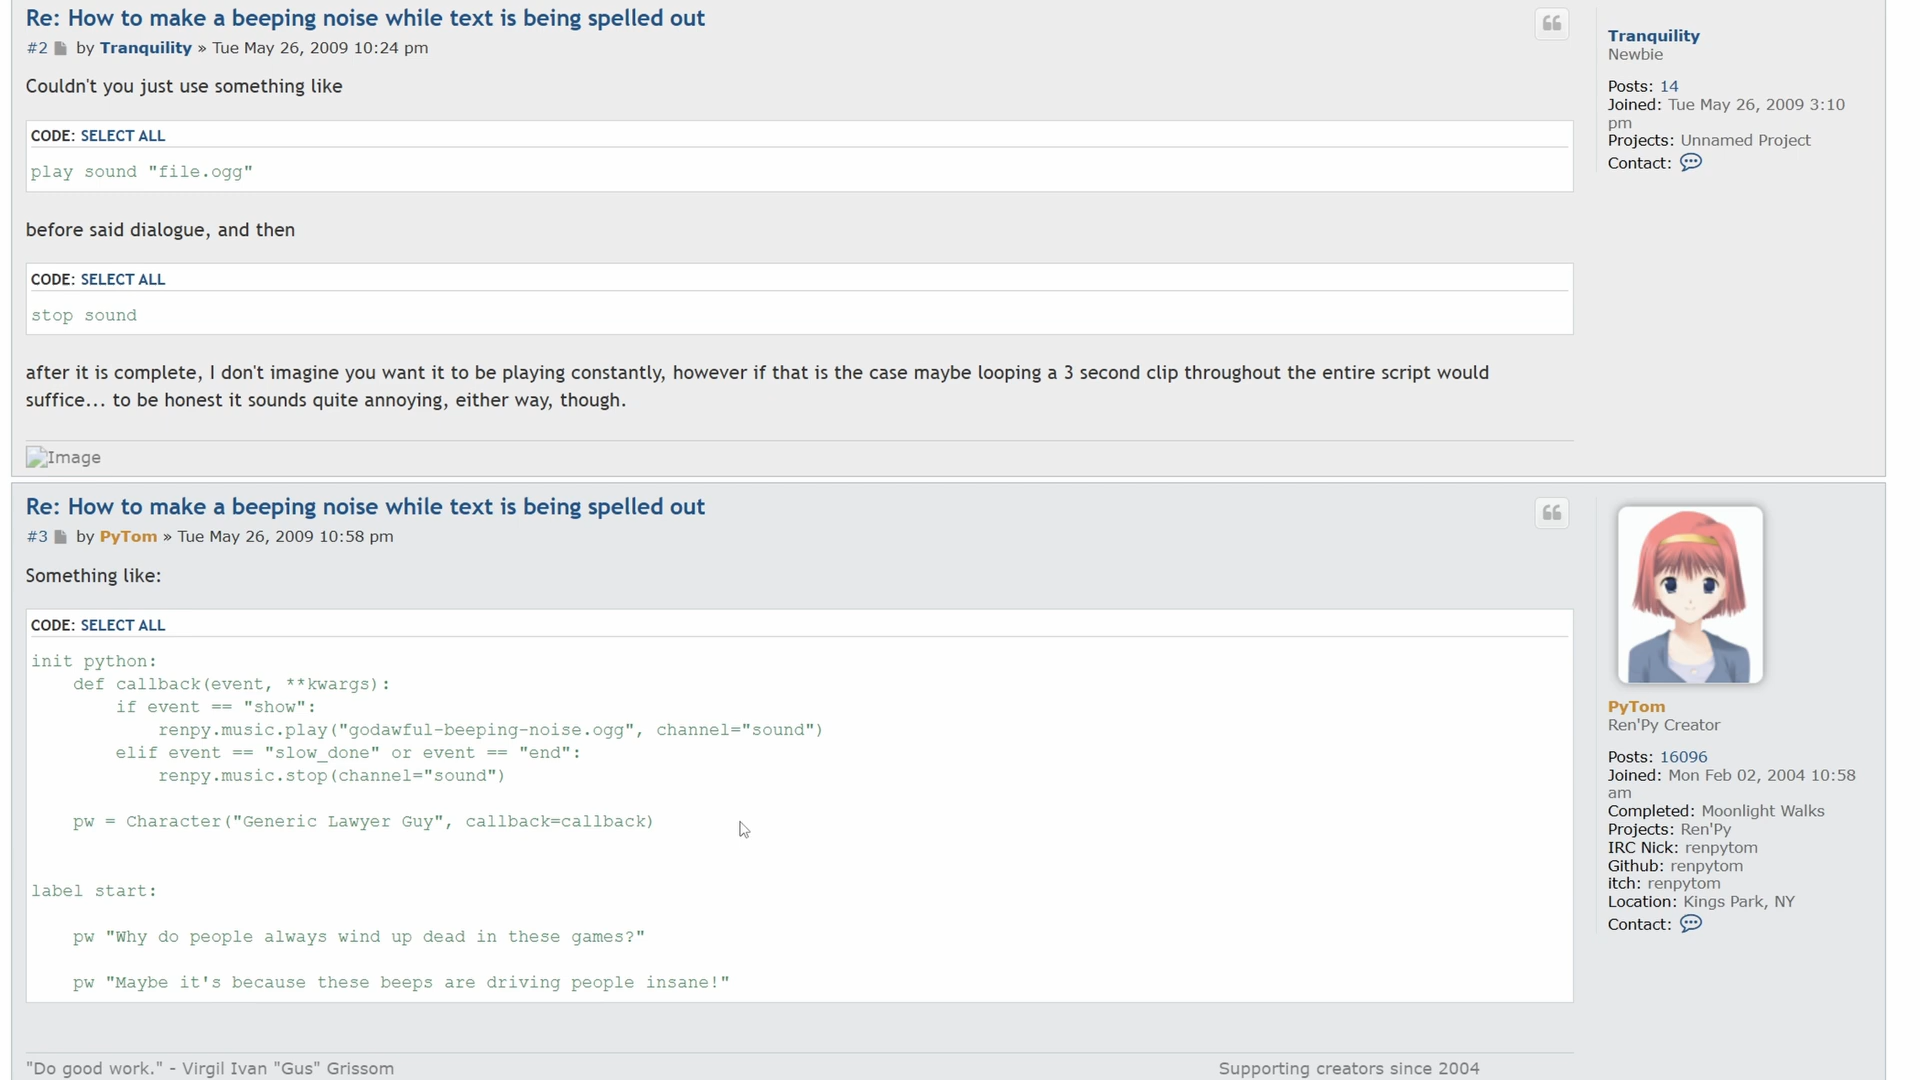 Re: How to make a beeping noise while text is being spelled out
#2 by Tranquility » Tue May 26, 2009 10:24 pm
Couldn't you just use something like
CODE: SELECT ALL
play sound "file.ogg"
before said dialogue, and then
CODE: SELECT ALL
stop sound
after it is complete, I don't imagine you want it to be playing constantly, however if that is the case maybe looping a 3 second clip throughout the entire script would
suffice... to be honest it sounds quite annoying, either way, though.
Image
Tranquility
Newbie
Posts: 14
Joined: Tue May 26, 2009 3:10
pm
Projects: Unnamed Project
Contact:
Re: How to make a beeping noise while text is being spelled out
#3 by PyTom » Tue May 26, 2009 10:58 pm
Something like:
CODE: SELECT ALL
init python:
    def callback(event, **kwargs):
        if event == "show":
            renpy.music.play("godawful-beeping-noise.ogg", channel="sound")
        elif event == "slow_done" or event == "end":
            renpy.music.stop(channel="sound")
    pw = Character("Generic Lawyer Guy", callback=callback)
label start:
    pw "Why do people always wind up dead in these games?"
    pw "Maybe it's because these beeps are driving people insane!"
"Do good work." - Virgil Ivan "Gus" Grissom
Supporting creators since 2004
PyTom
Ren'Py Creator
Posts: 16096
Joined: Mon Feb 02, 2004 10:58
am
Completed: Moonlight Walks
Projects: Ren'Py
IRC Nick: renpytom
Github: renpytom
itch: renpytom
Location: Kings Park, NY
Contact: